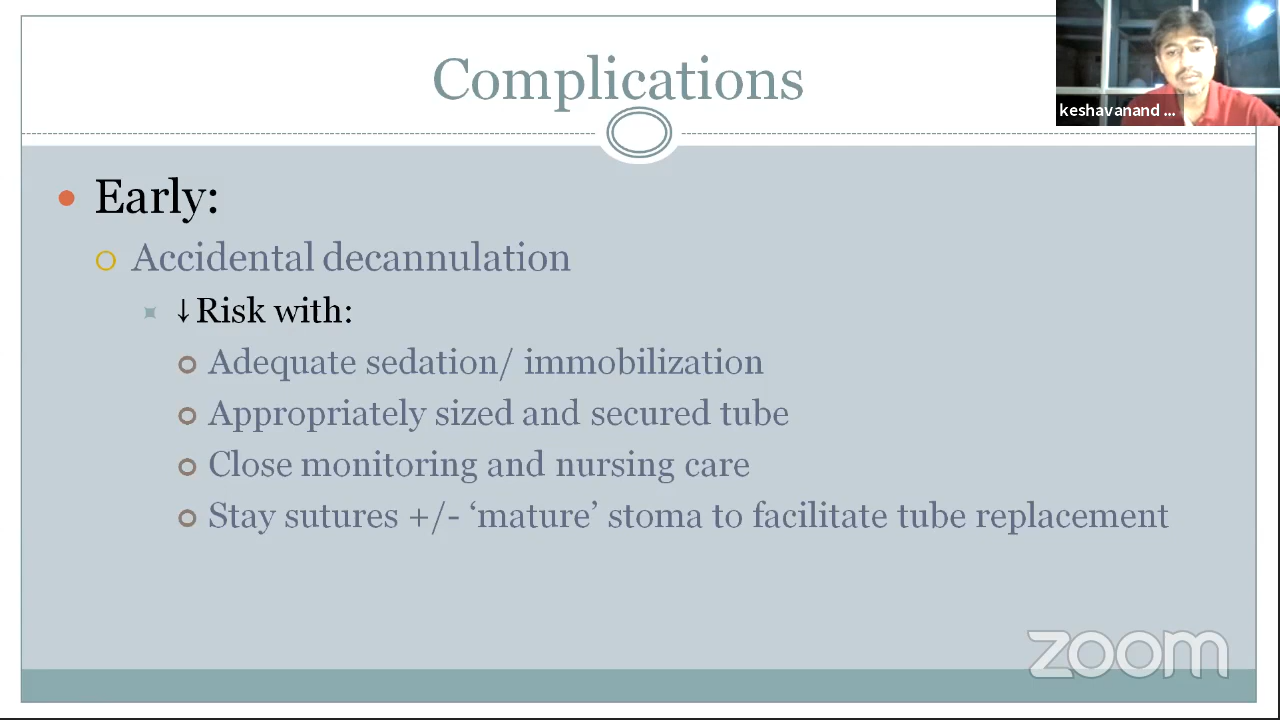 Complications
keshavanand ...
Early:
Accidental decannulation
↓Risk with:
Adequate sedation/ immobilization
Appropriately sized and secured tube
Close monitoring and nursing care
Stay sutures +/- ‘mature’ stoma to facilitate tube replacement
zoom